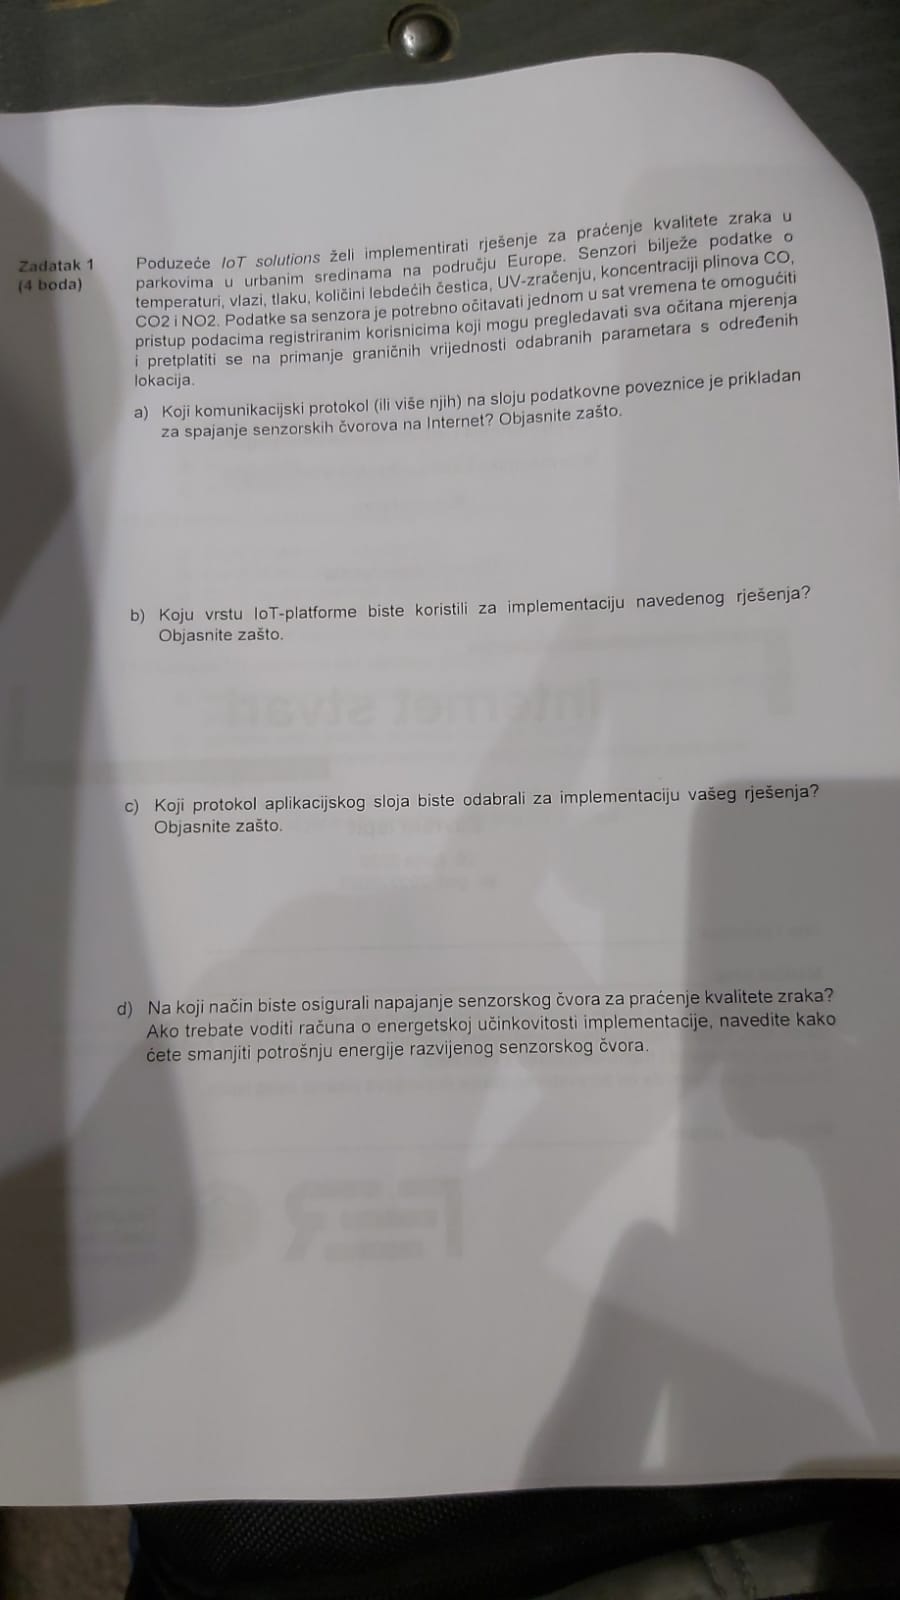 Zadatak 1
(4 boda)
Poduzeće IoT solutions želi implementirati rješenje za praćenje kvalitete zraka u
parkovima u urbanim sredinama na području Europe. Senzori bilježe podatke o
temperaturi, vlazi, tlaku, količini lebdećih čestica, UV-zračenju, koncentraciji plinova CO,
CO2 i NO2. Podatke sa senzora je potrebno očitavati jednom u sat vremena te omogućiti
pristup podacima registriranim korisnicima koji mogu pregledavati sva očitana mjerenja
i pretplatiti se na primanje graničnih vrijednosti odabranih parametara s određenih
lokacija.
a) Koji komunikacijski protokol (ili više njih) na sloju podatkovne poveznice je prikladan
za spajanje senzorskih čvorova na Internet? Objasnite zašto.
b) Koju vrstu IoT-platforme biste koristili za implementaciju navedenog rješenja?
Objasnite zašto.
Internet stvari
c) Koji protokol aplikacijskog sloja biste odabrali za implementaciju vašeg rješenja?
Objasnite zašto.
d) Na koji način biste osigurali napajanje senzorskog čvora za praćenje kvalitete zraka?
Ako trebate voditi računa o energetskoj učinkovitosti implementacije, navedite kako
ćete smanjiti potrošnju energije razvijenog senzorskog čvora.
FER